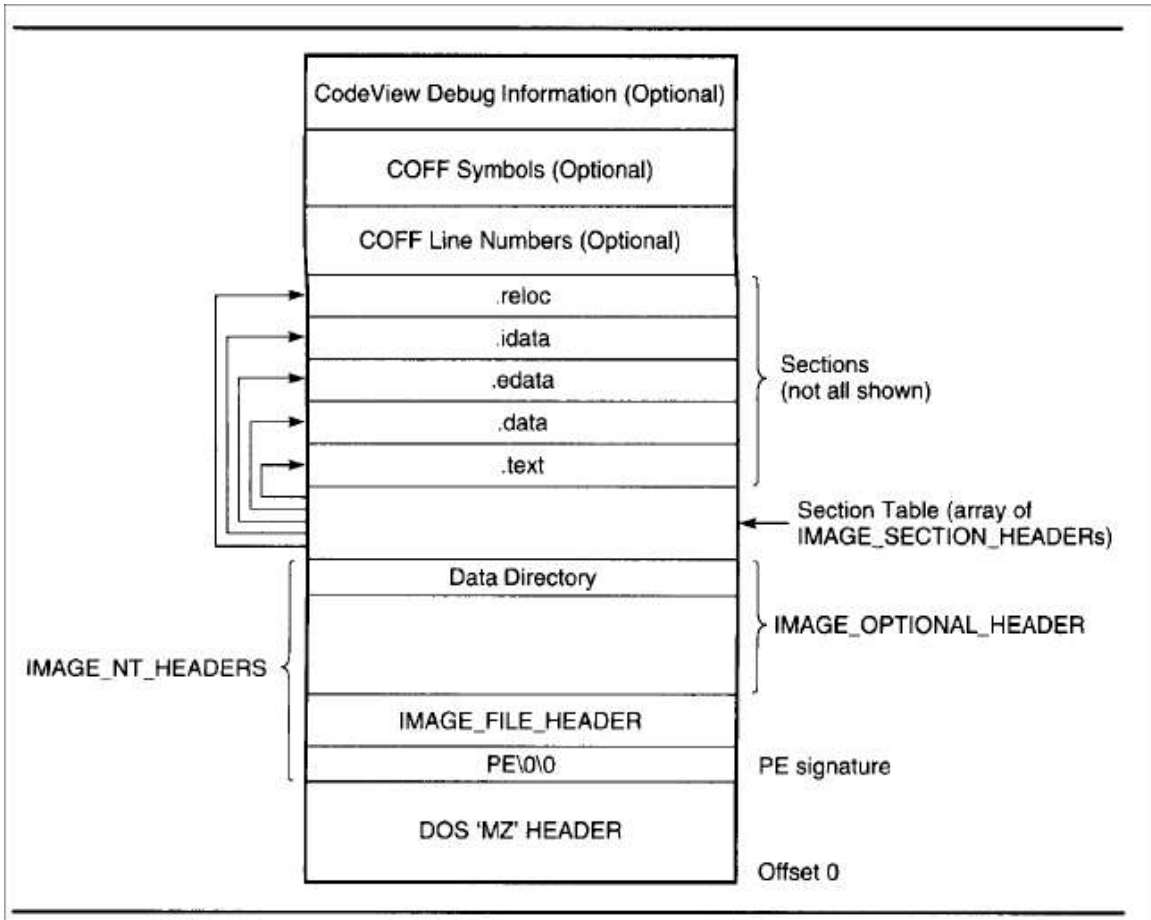 CodeView Debug Information (Optional)
COFF Symbols (Optional)
COFF Line Numbers (Optional)
.reloc
.idata
.edata
.data
.text
Sections
(not all shown)
Section Table (array of
IMAGE_SECTION_HEADERs)
Data Directory
IMAGE_OPTIONAL_HEADER
IMAGE_NT_HEADERS
IMAGE_FILE_HEADER
PE\0\0
PE signature
DOS ‘MZ’ HEADER
Offset 0